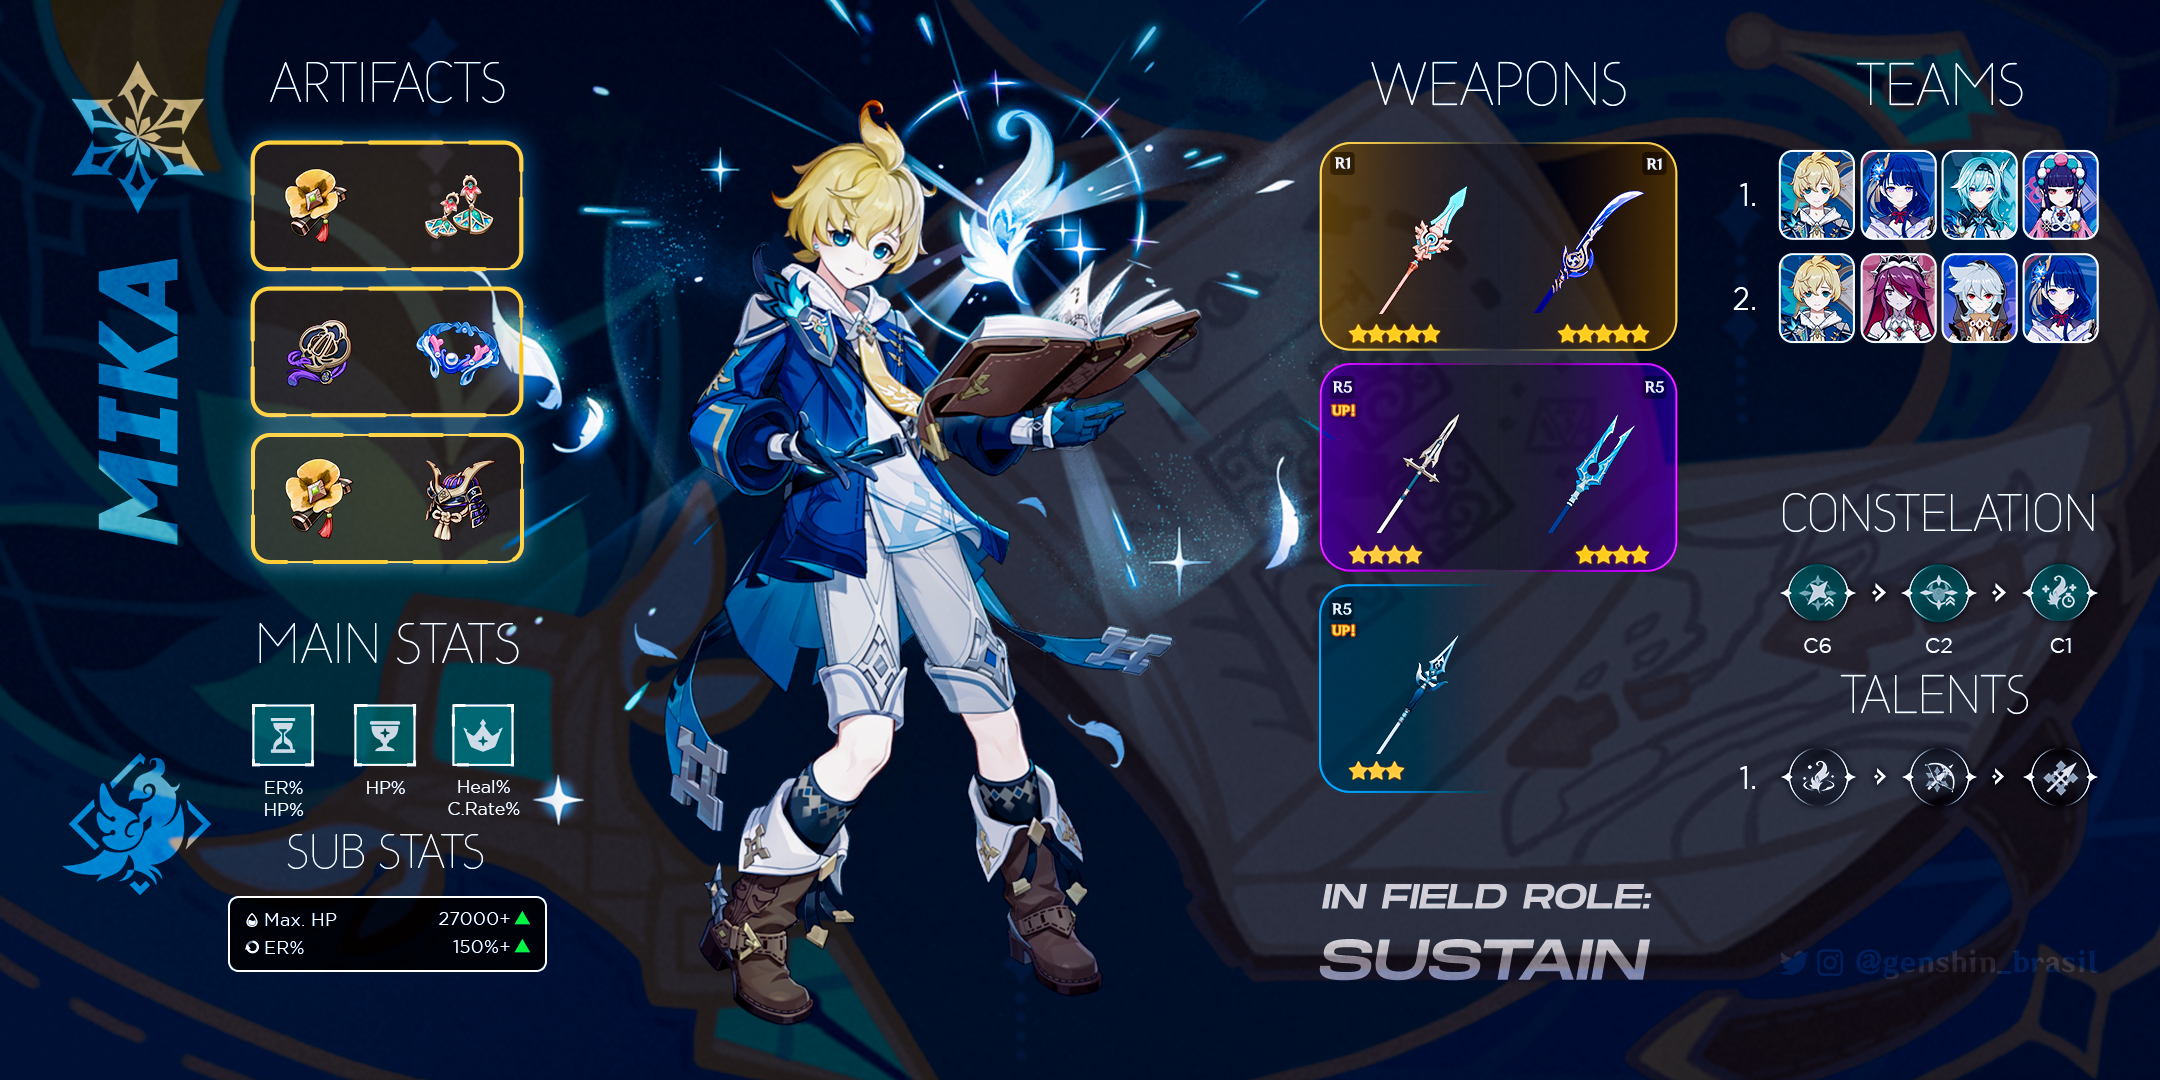 MIKA
ARTIFACTS
MAIN STATS
ER%
HP%
HP%
Heal%
C.Rate%
SUB STATS
Max. HP 27000+
ER% 150%+
WEAPONS
R1 R1
R5 R5
UP!
R5
UP!
IN FIELD ROLE:
SUSTAIN
TEAMS
1.
2.
CONSTELATION
C6 C2 C1
TALENTS
1.
@genshin_brasil